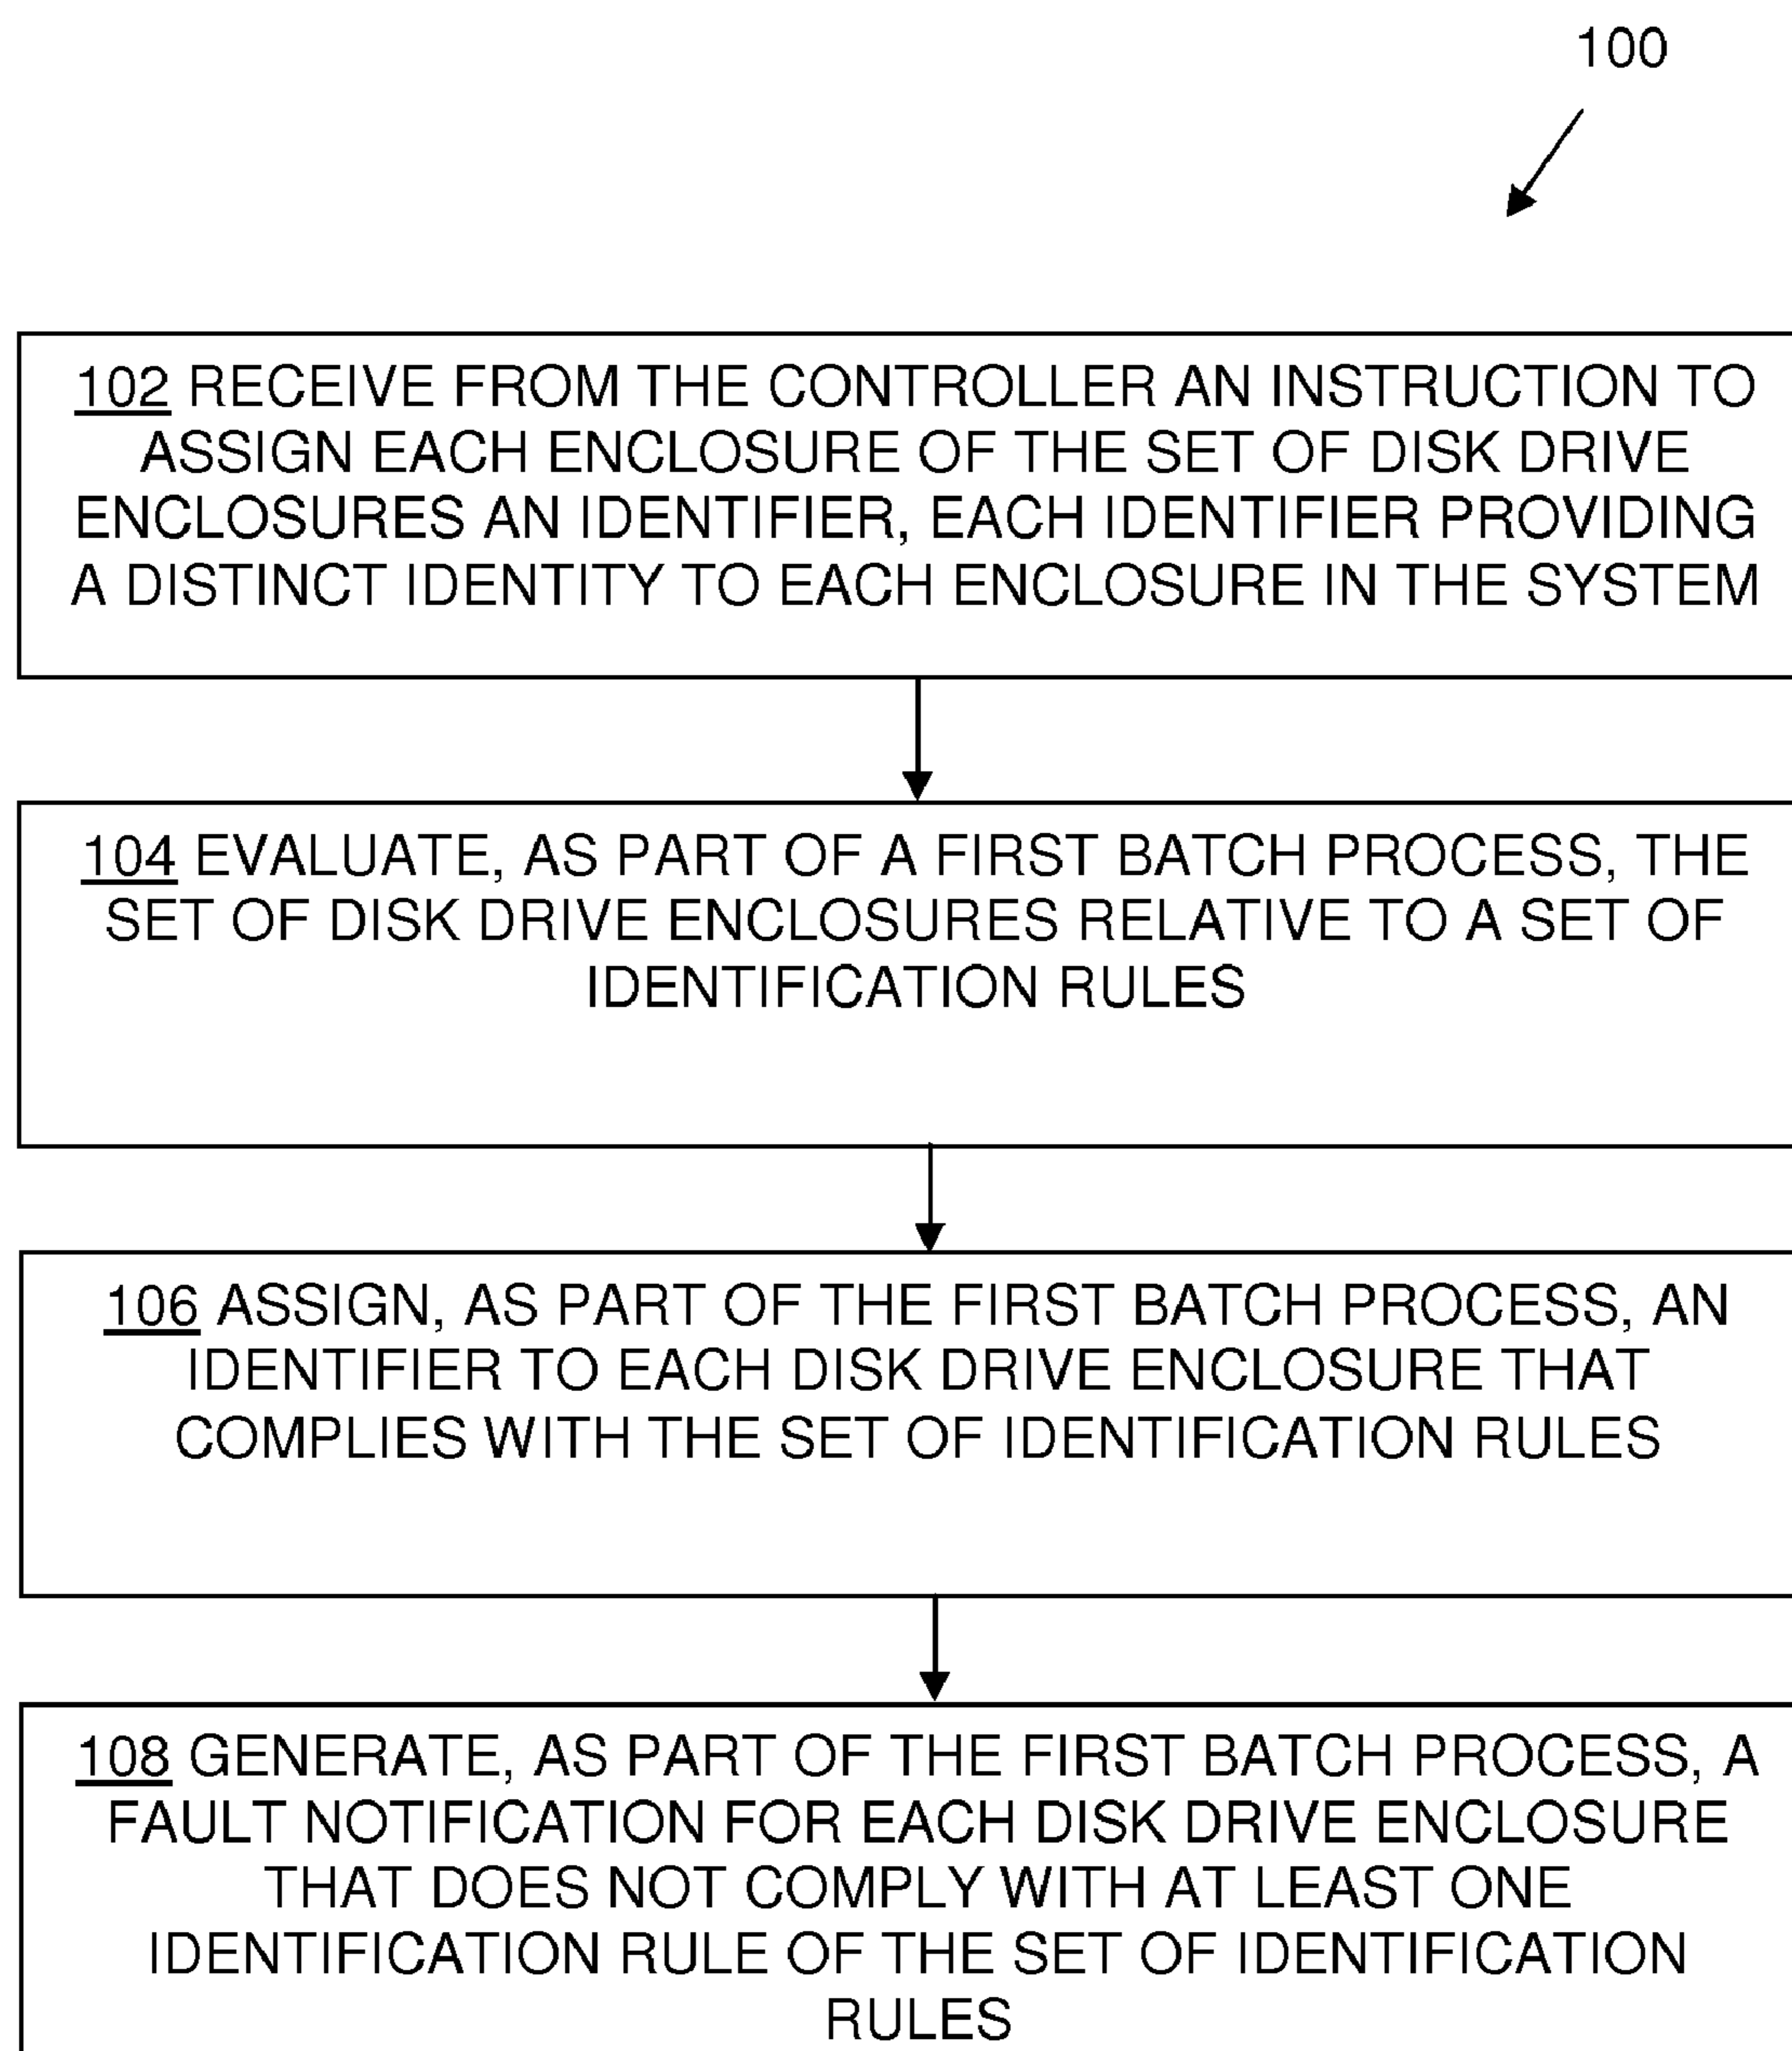 100
102 RECEIVE FROM THE CONTROLLER AN INSTRUCTION TO
ASSIGN EACH ENCLOSURE OF THE SET OF DISK DRIVE
ENCLOSURES AN IDENTIFIER, EACH IDENTIFIER PROVIDING
A DISTINCT IDENTITY TO EACH ENCLOSURE IN THE SYSTEM
104 EVALUATE, AS PART OF A FIRST BATCH PROCESS, THE
SET OF DISK DRIVE ENCLOSURES RELATIVE TO A SET OF
IDENTIFICATION RULES
106 ASSIGN, AS PART OF THE FIRST BATCH PROCESS, AN
IDENTIFIER TO EACH DISK DRIVE ENCLOSURE THAT
COMPLIES WITH THE SET OF IDENTIFICATION RULES
108 GENERATE, AS PART OF THE FIRST BATCH PROCESS, A
FAULT NOTIFICATION FOR EACH DISK DRIVE ENCLOSURE
THAT DOES NOT COMPLY WITH AT LEAST ONE
IDENTIFICATION RULE OF THE SET OF IDENTIFICATION
RULES